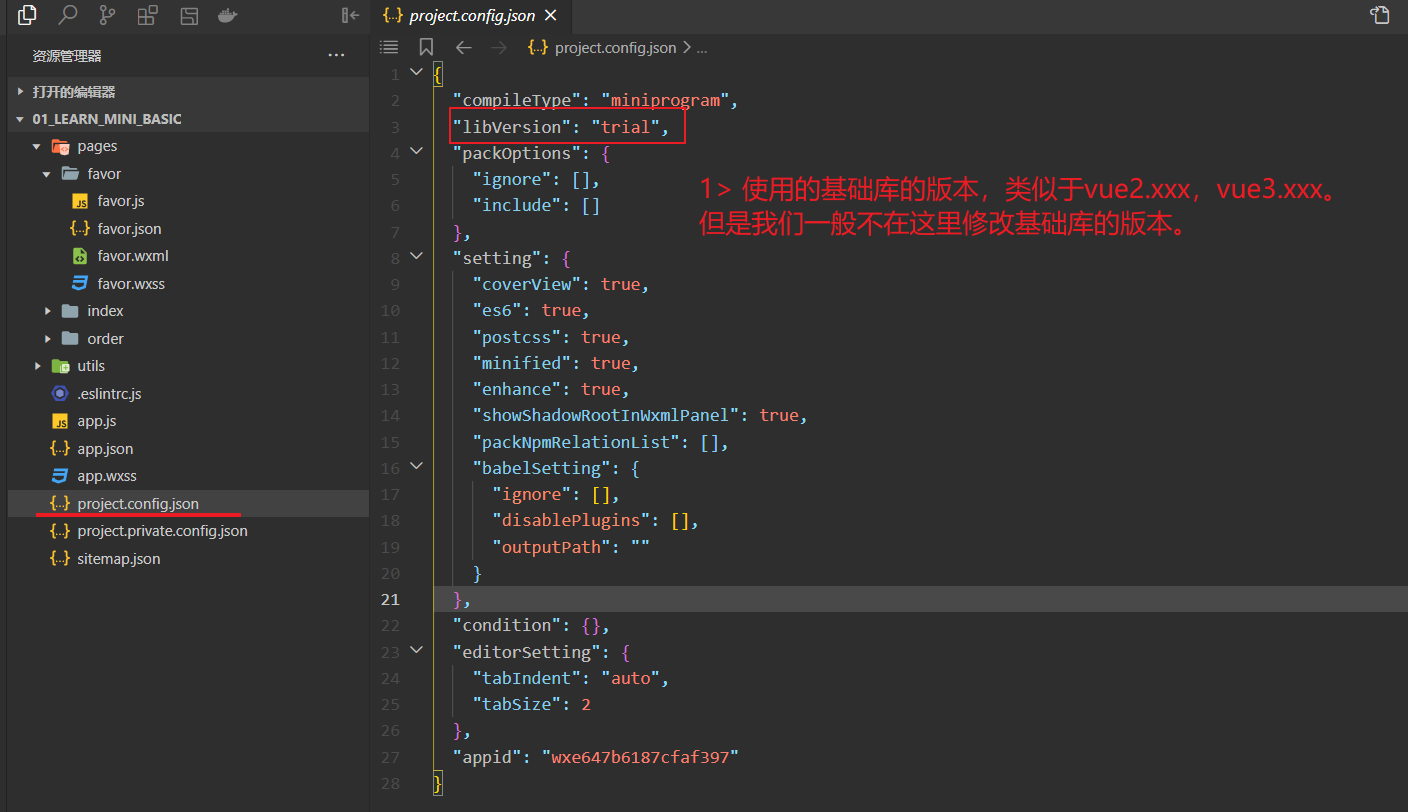 project.config.json
资源管理器
project.config.json > ...
打开的编辑器
01_LEARN_MINI_BASIC
pages
favor
favor.js
favor.json
favor.wxml
favor.wxss
index
order
utils
.eslintrc.js
app.js
app.json
app.wxss
project.config.json
project.private.config.json
sitemap.json
1 {
2 "compileType": "miniprogram",
3 "libVersion": "trial",
4 "packOptions": {
5 "ignore": [],
6 "include": []
7 },
8 "setting": {
9 "coverView": true,
10 "es6": true,
11 "postcss": true,
12 "minified": true,
13 "enhance": true,
14 "showShadowRootInWxmlPanel": true,
15 "packNpmRelationList": [],
16 "babelSetting": {
17 "ignore": [],
18 "disablePlugins": [],
19 "outputPath": ""
20 }
21 },
22 "condition": {},
23 "editorSetting": {
24 "tabIndent": "auto",
25 "tabSize": 2
26 },
27 "appid": "wxe647b6187cfaf397"
28 }
1> 使用的基础库的版本，类似于vue2.xxx，vue3.xxx。
但是我们一般不在这里修改基础库的版本。